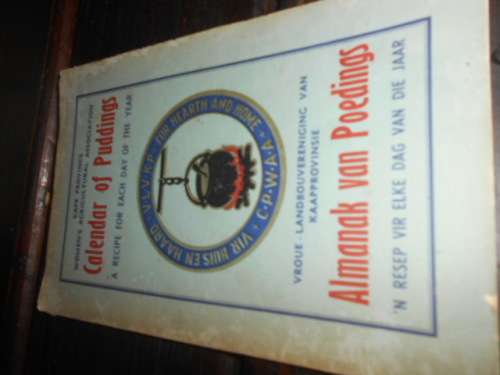 CAPE PROVINCE
WOMEN'S AGRICULTURAL ASSOCIATION
Calendar of Puddings
A RECIPE FOR EACH DAY OF THE YEAR
V.L.V.K.P. · FOR HEARTH AND HOME · C·P·W·A·A · VIR HUIS EN HAARD
VROUE LANDBOUVERENIGING VAN
KAAPPROVINSIE
Almanak van Poedings
'N RESEP VIR ELKE DAG VAN DIE JAAR